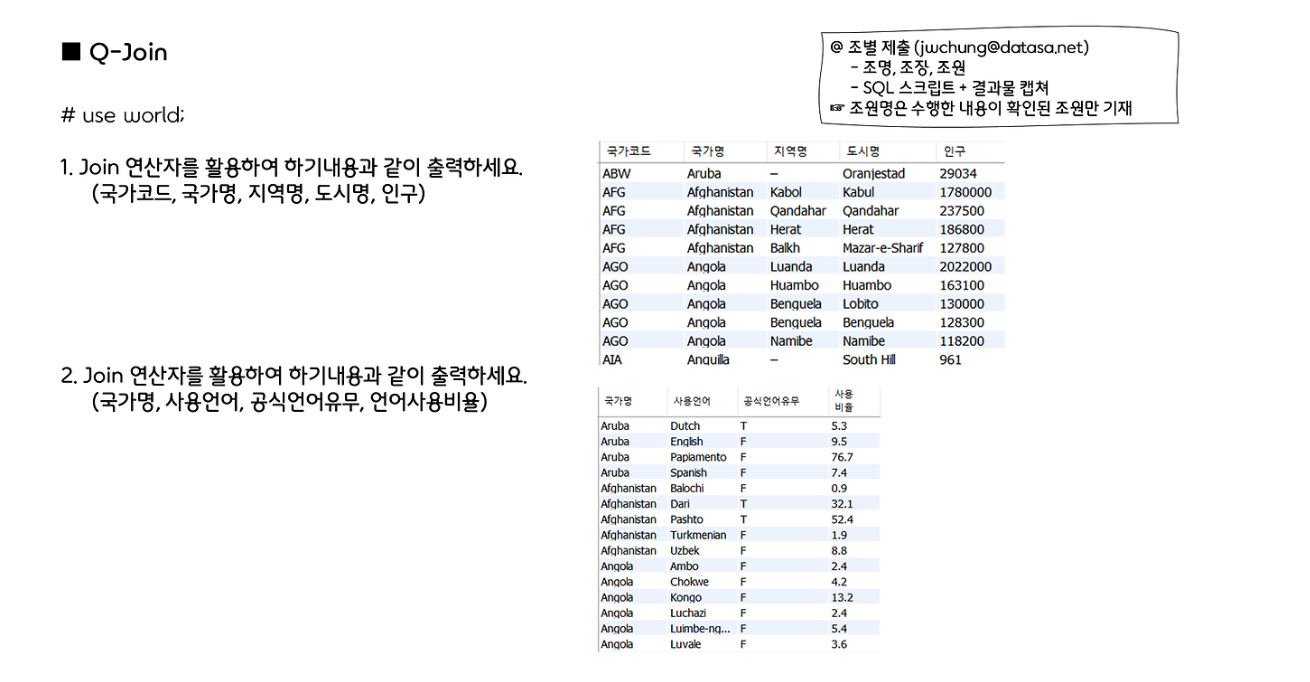 ■ Q-Join
@ 조별 제출 (jwchung@datasa.net)
- 조명, 조장, 조원
- SQL 스크립트 + 결과물 캡쳐
☞ 조원명은 수행한 내용이 확인된 조원만 기재
# use world;
1. Join 연산자를 활용하여 하기내용과 같이 출력하세요.
(국가코드, 국가명, 지역명, 도시명, 인구)
국가코드 국가명 지역명 도시명 인구
ABW Aruba – Oranjestad 29034
AFG Afghanistan Kabol Kabul 1780000
AFG Afghanistan Qandahar Qandahar 237500
AFG Afghanistan Herat Herat 186800
AFG Afghanistan Balkh Mazar-e-Sharif 127800
AGO Angola Luanda Luanda 2022000
AGO Angola Huambo Huambo 163100
AGO Angola Benguela Lobito 130000
AGO Angola Benguela Benguela 128300
AGO Angola Namibe Namibe 118200
AIA Anguilla – South Hill 961
2. Join 연산자를 활용하여 하기내용과 같이 출력하세요.
(국가명, 사용언어, 공식언어유무, 언어사용비율)
국가명 사용언어 공식언어유무 사용
비율
Aruba Dutch T 5.3
Aruba English F 9.5
Aruba Papiamento F 76.7
Aruba Spanish F 7.4
Afghanistan Balochi F 0.9
Afghanistan Dari T 32.1
Afghanistan Pashto T 52.4
Afghanistan Turkmenian F 1.9
Afghanistan Uzbek F 8.8
Angola Ambo F 2.4
Angola Chokwe F 4.2
Angola Kongo F 13.2
Angola Luchazi F 2.4
Angola Luimbe-ng... F 5.4
Angola Luvale F 3.6